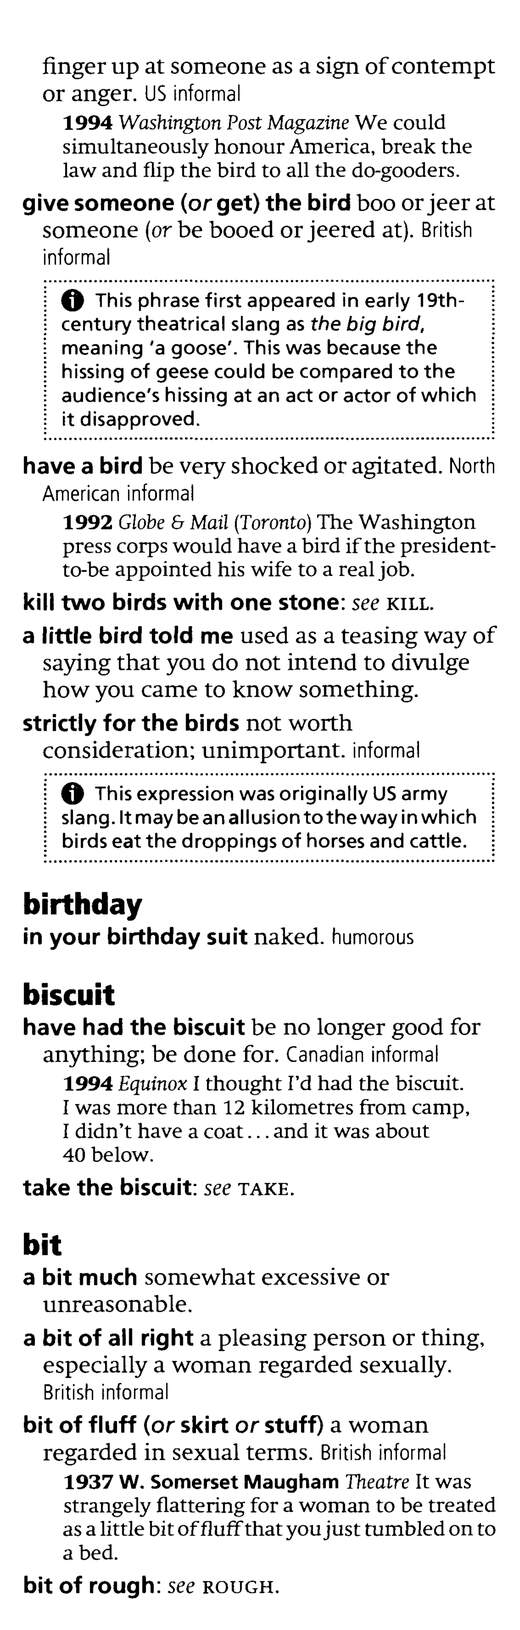 finger up at someone as a sign of contempt
or anger. US informal
1994 Washington Post Magazine We could
simultaneously honour America, break the
law and flip the bird to all the do-gooders.
give someone (or get) the bird boo or jeer at
someone (or be booed or jeered at). British
informal
This phrase first appeared in early 19th-
century theatrical slang as the big bird,
meaning 'a goose'. This was because the
hissing of geese could be compared to the
audience's hissing at an act or actor of which
it disapproved.
have a bird be very shocked or agitated. North
American informal
1992 Globe & Mail (Toronto) The Washington
press corps would have a bird if the president-
to-be appointed his wife to a real job.
kill two birds with one stone: see KILL.
a little bird told me used as a teasing way of
saying that you do not intend to divulge
how you came to know something.
strictly for the birds not worth
consideration; unimportant. informal
This expression was originally US army
slang. It may be an allusion to the way in which
birds eat the droppings of horses and cattle.
birthday
in your birthday suit naked. humorous
biscuit
have had the biscuit be no longer good for
anything; be done for. Canadian informal
1994 Equinox I thought I'd had the biscuit.
I was more than 12 kilometres from camp,
I didn't have a coat... and it was about
40 below.
take the biscuit: see TAKE.
bit
a bit much somewhat excessive or
unreasonable.
a bit of all right a pleasing person or thing,
especially a woman regarded sexually.
British informal
bit of fluff (or skirt or stuff) a woman
regarded in sexual terms. British informal
1937 W. Somerset Maugham Theatre It was
strangely flattering for a woman to be treated
as a little bit of fluff that you just tumbled on to
a bed.
bit of rough: see ROUGH.